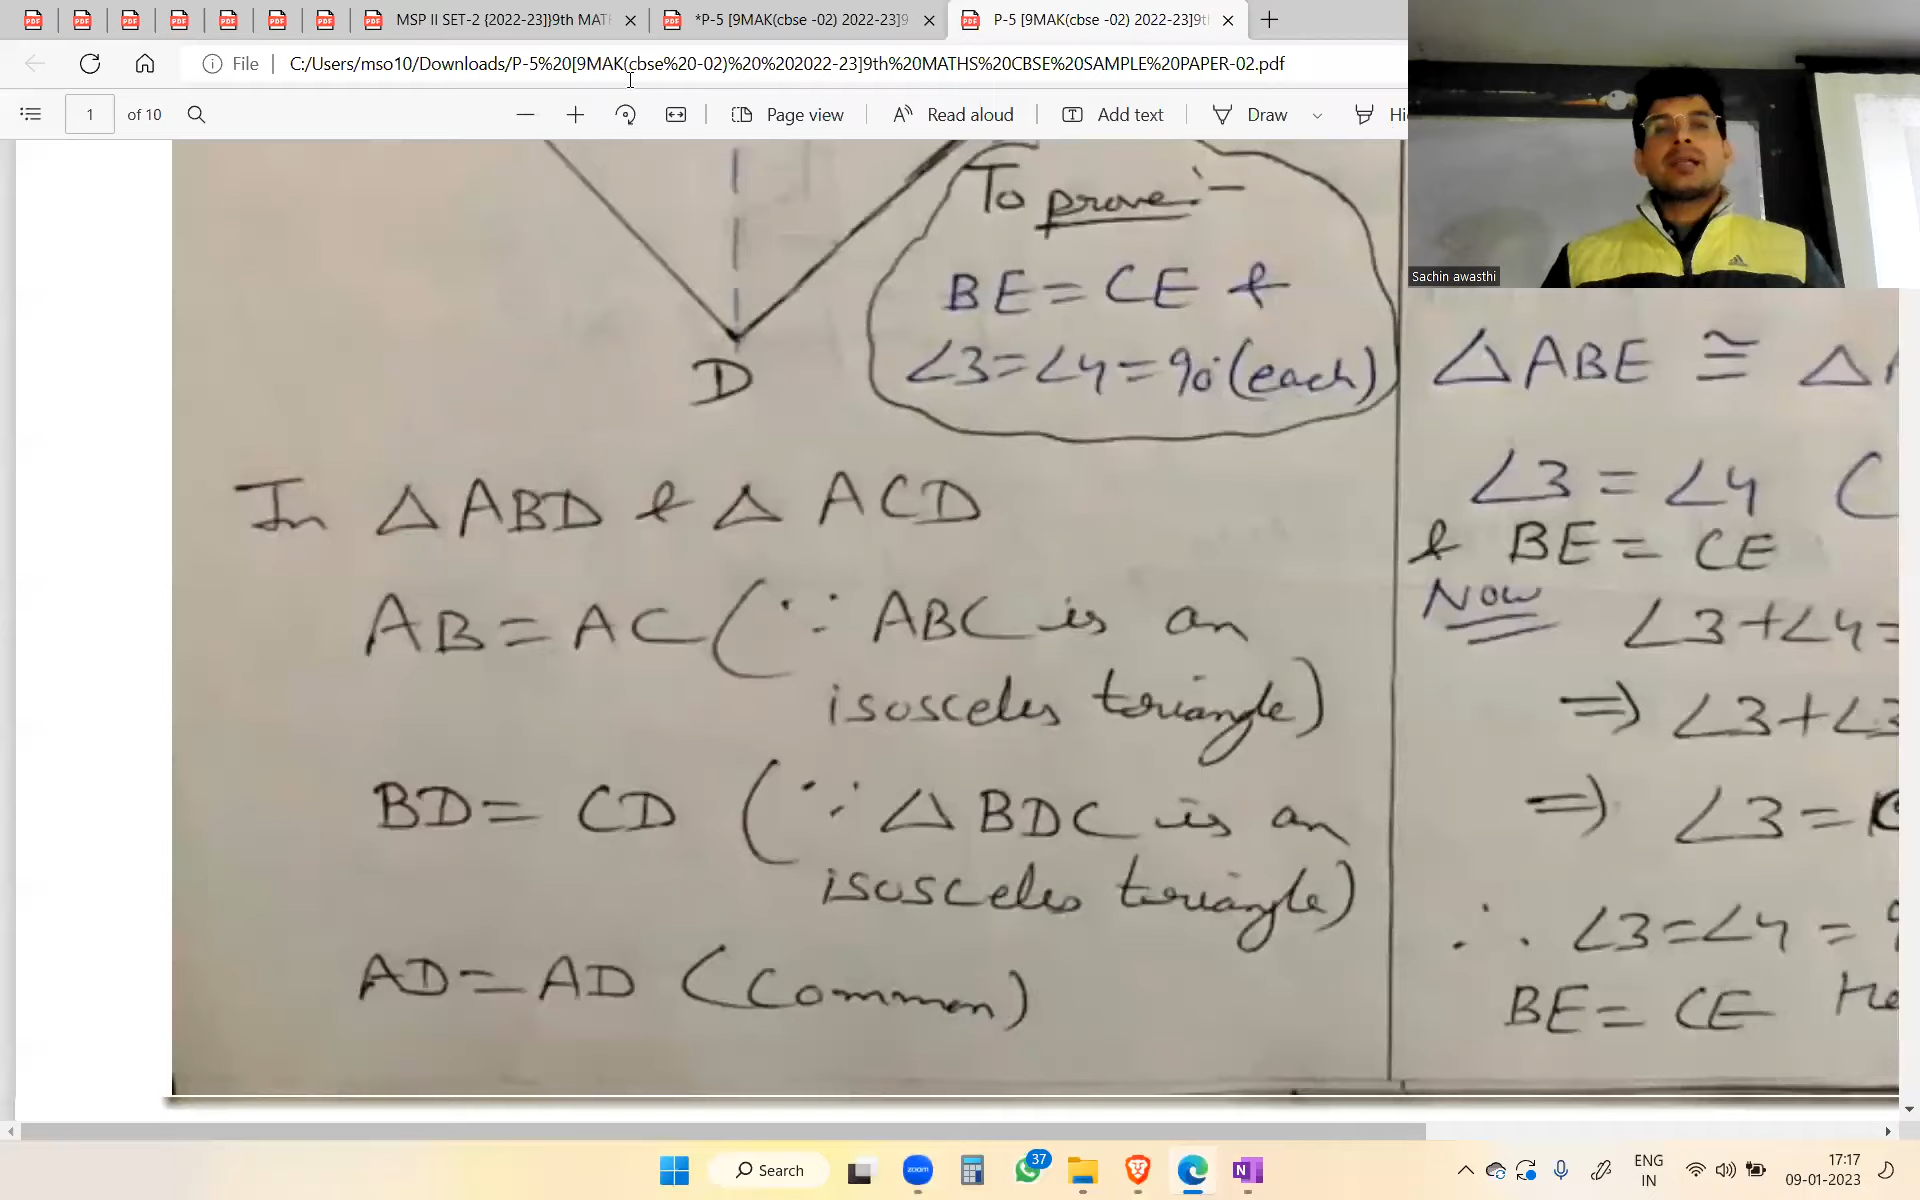 MSP II SET-2 {2022-23}}9th MAT
*P-5 [9MAK(cbse -02) 2022-23]9
P-5 [9MAK(cbse -02) 2022-23]9t
File
C:/Users/mso10/Downloads/P-5%20[9MAK(cbse%20-02)%20%202022-23]9th%20MATHS%20CBSE%20SAMPLE%20PAPER-02.pdf
1 of 10
Page view
Read aloud
Add text
Draw
Hi
Sachin awasthi
To prove:-
BE = CE &
∠3 = ∠4 = 90° (each)
D
In △ ABD & △ ACD
AB = AC (∵ ABC is an
isosceles triangle)
BD = CD (∵ △ BDC is an
isosceles triangle)
AD = AD (Common)
△ABE ≅ △
∠3 = ∠4 (
& BE = CE
Now ∠3+∠4=
⇒ ∠3+∠3
⇒ ∠3=
∴ ∠3=∠4 = 9
BE = CE He
Search
zoom
37
ENG
IN
17:17
09-01-2023